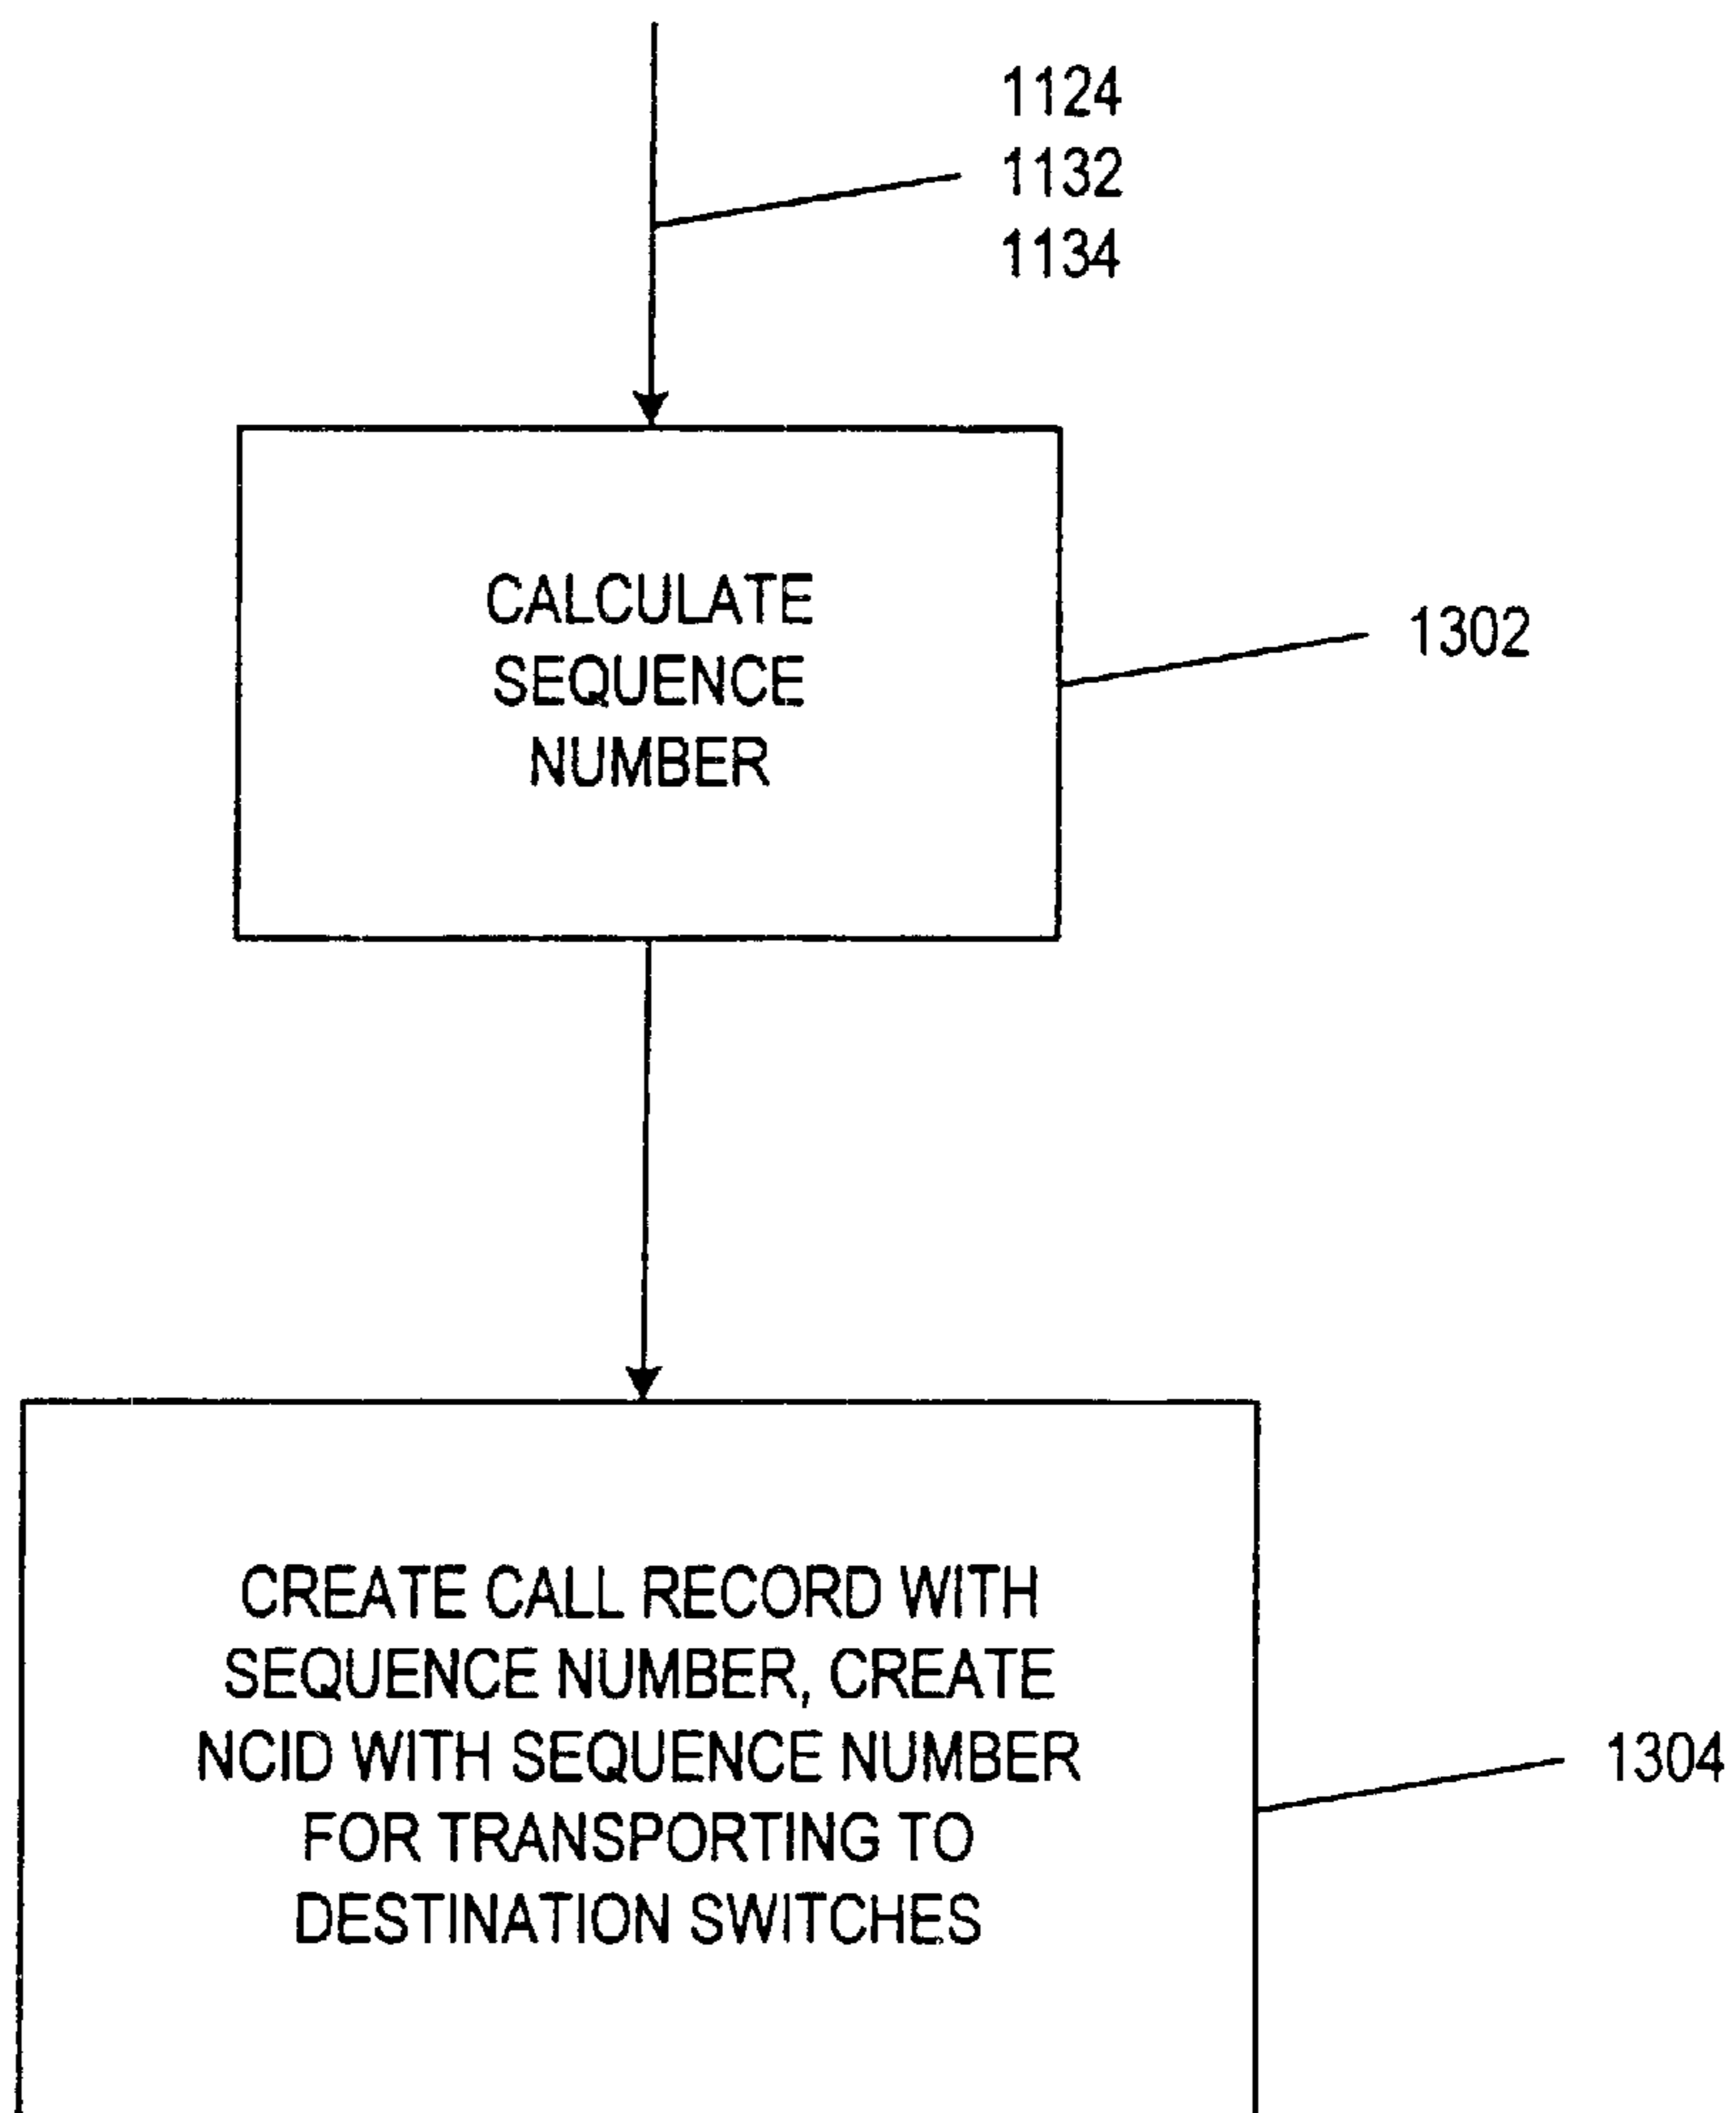 1124
1132
1134
CALCULATE
SEQUENCE
NUMBER
1302
CREATE CALL RECORD WITH
SEQUENCE NUMBER, CREATE
NCID WITH SEQUENCE NUMBER
FOR TRANSPORTING TO
DESTINATION SWITCHES
1304